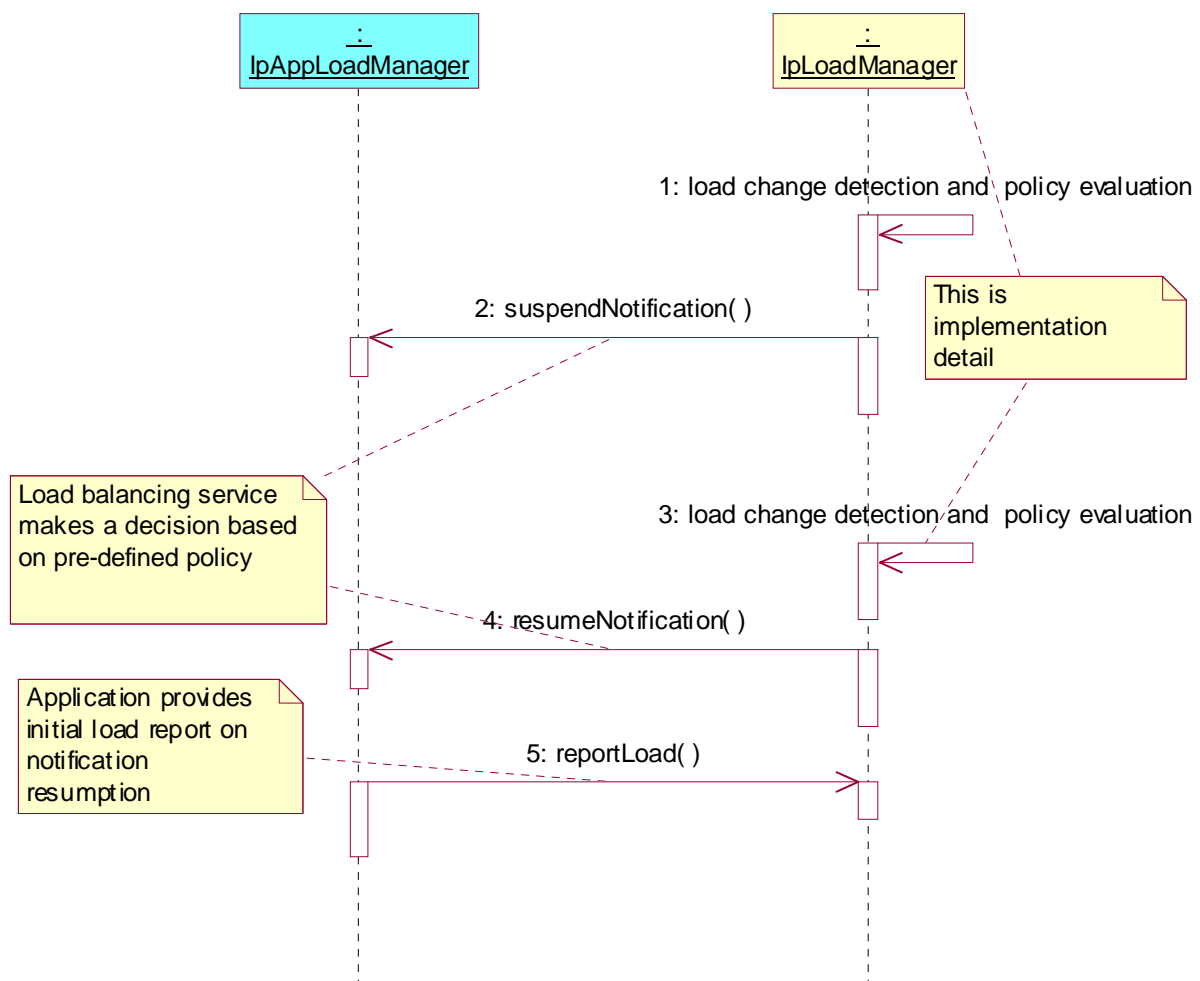 :
IpAppLoadManager
:
IpLoadManager
1: load change detection and policy evaluation
This is
implementation
detail
2: suspendNotification( )
Load balancing service
makes a decision based
on pre-defined policy
3: load change detection and policy evaluation
4: resumeNotification( )
Application provides
initial load report on
notification
resumption
5: reportLoad( )